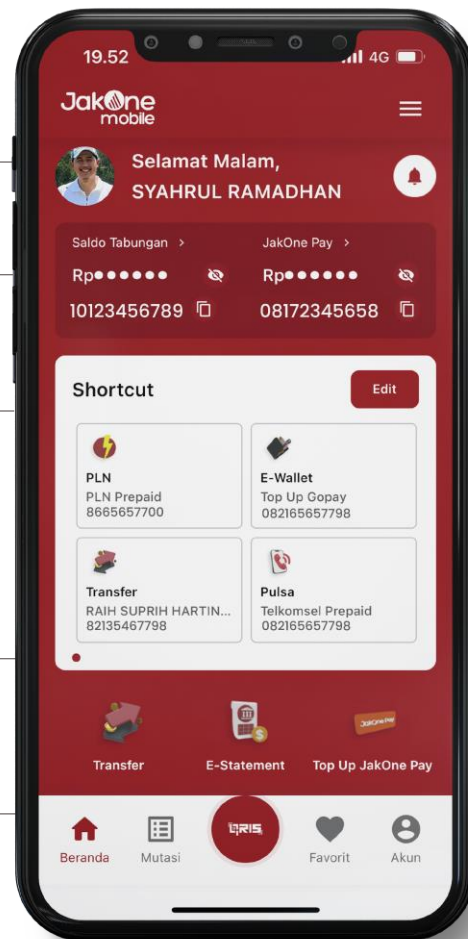 19.52
4G
JakOne
mobile
Selamat Malam,
SYAHRUL RAMADHAN
Saldo Tabungan >
JakOne Pay >
Rp●●●●●●
Rp●●●●●●
10123456789
08172345658
Shortcut
Edit
PLN
PLN Prepaid
8665657700
E-Wallet
Top Up Gopay
082165657798
Transfer
RAIH SUPRIH HARTIN...
82135467798
Pulsa
Telkomsel Prepaid
082165657798
JakOne Pay
Transfer
E-Statement
Top Up JakOne Pay
QRIS
Beranda
Mutasi
Favorit
Akun